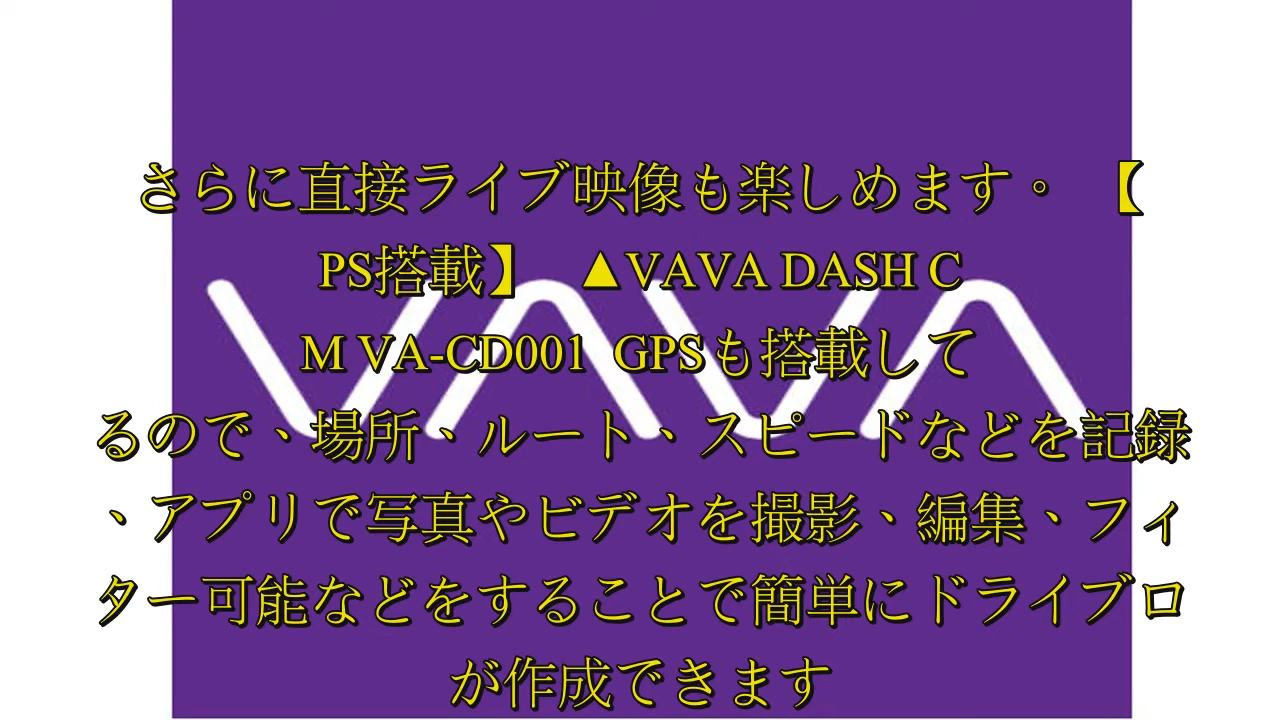 VAVA
さらに直接ライブ映像も楽しめます。 【
PS搭載】 ▲VAVA DASH C
M VA-CD001 GPSも搭載して
るので、場所、ルート、スピードなどを記録
、アプリで写真やビデオを撮影、編集、フィ
ター可能などをすることで簡単にドライブロ
が作成できます